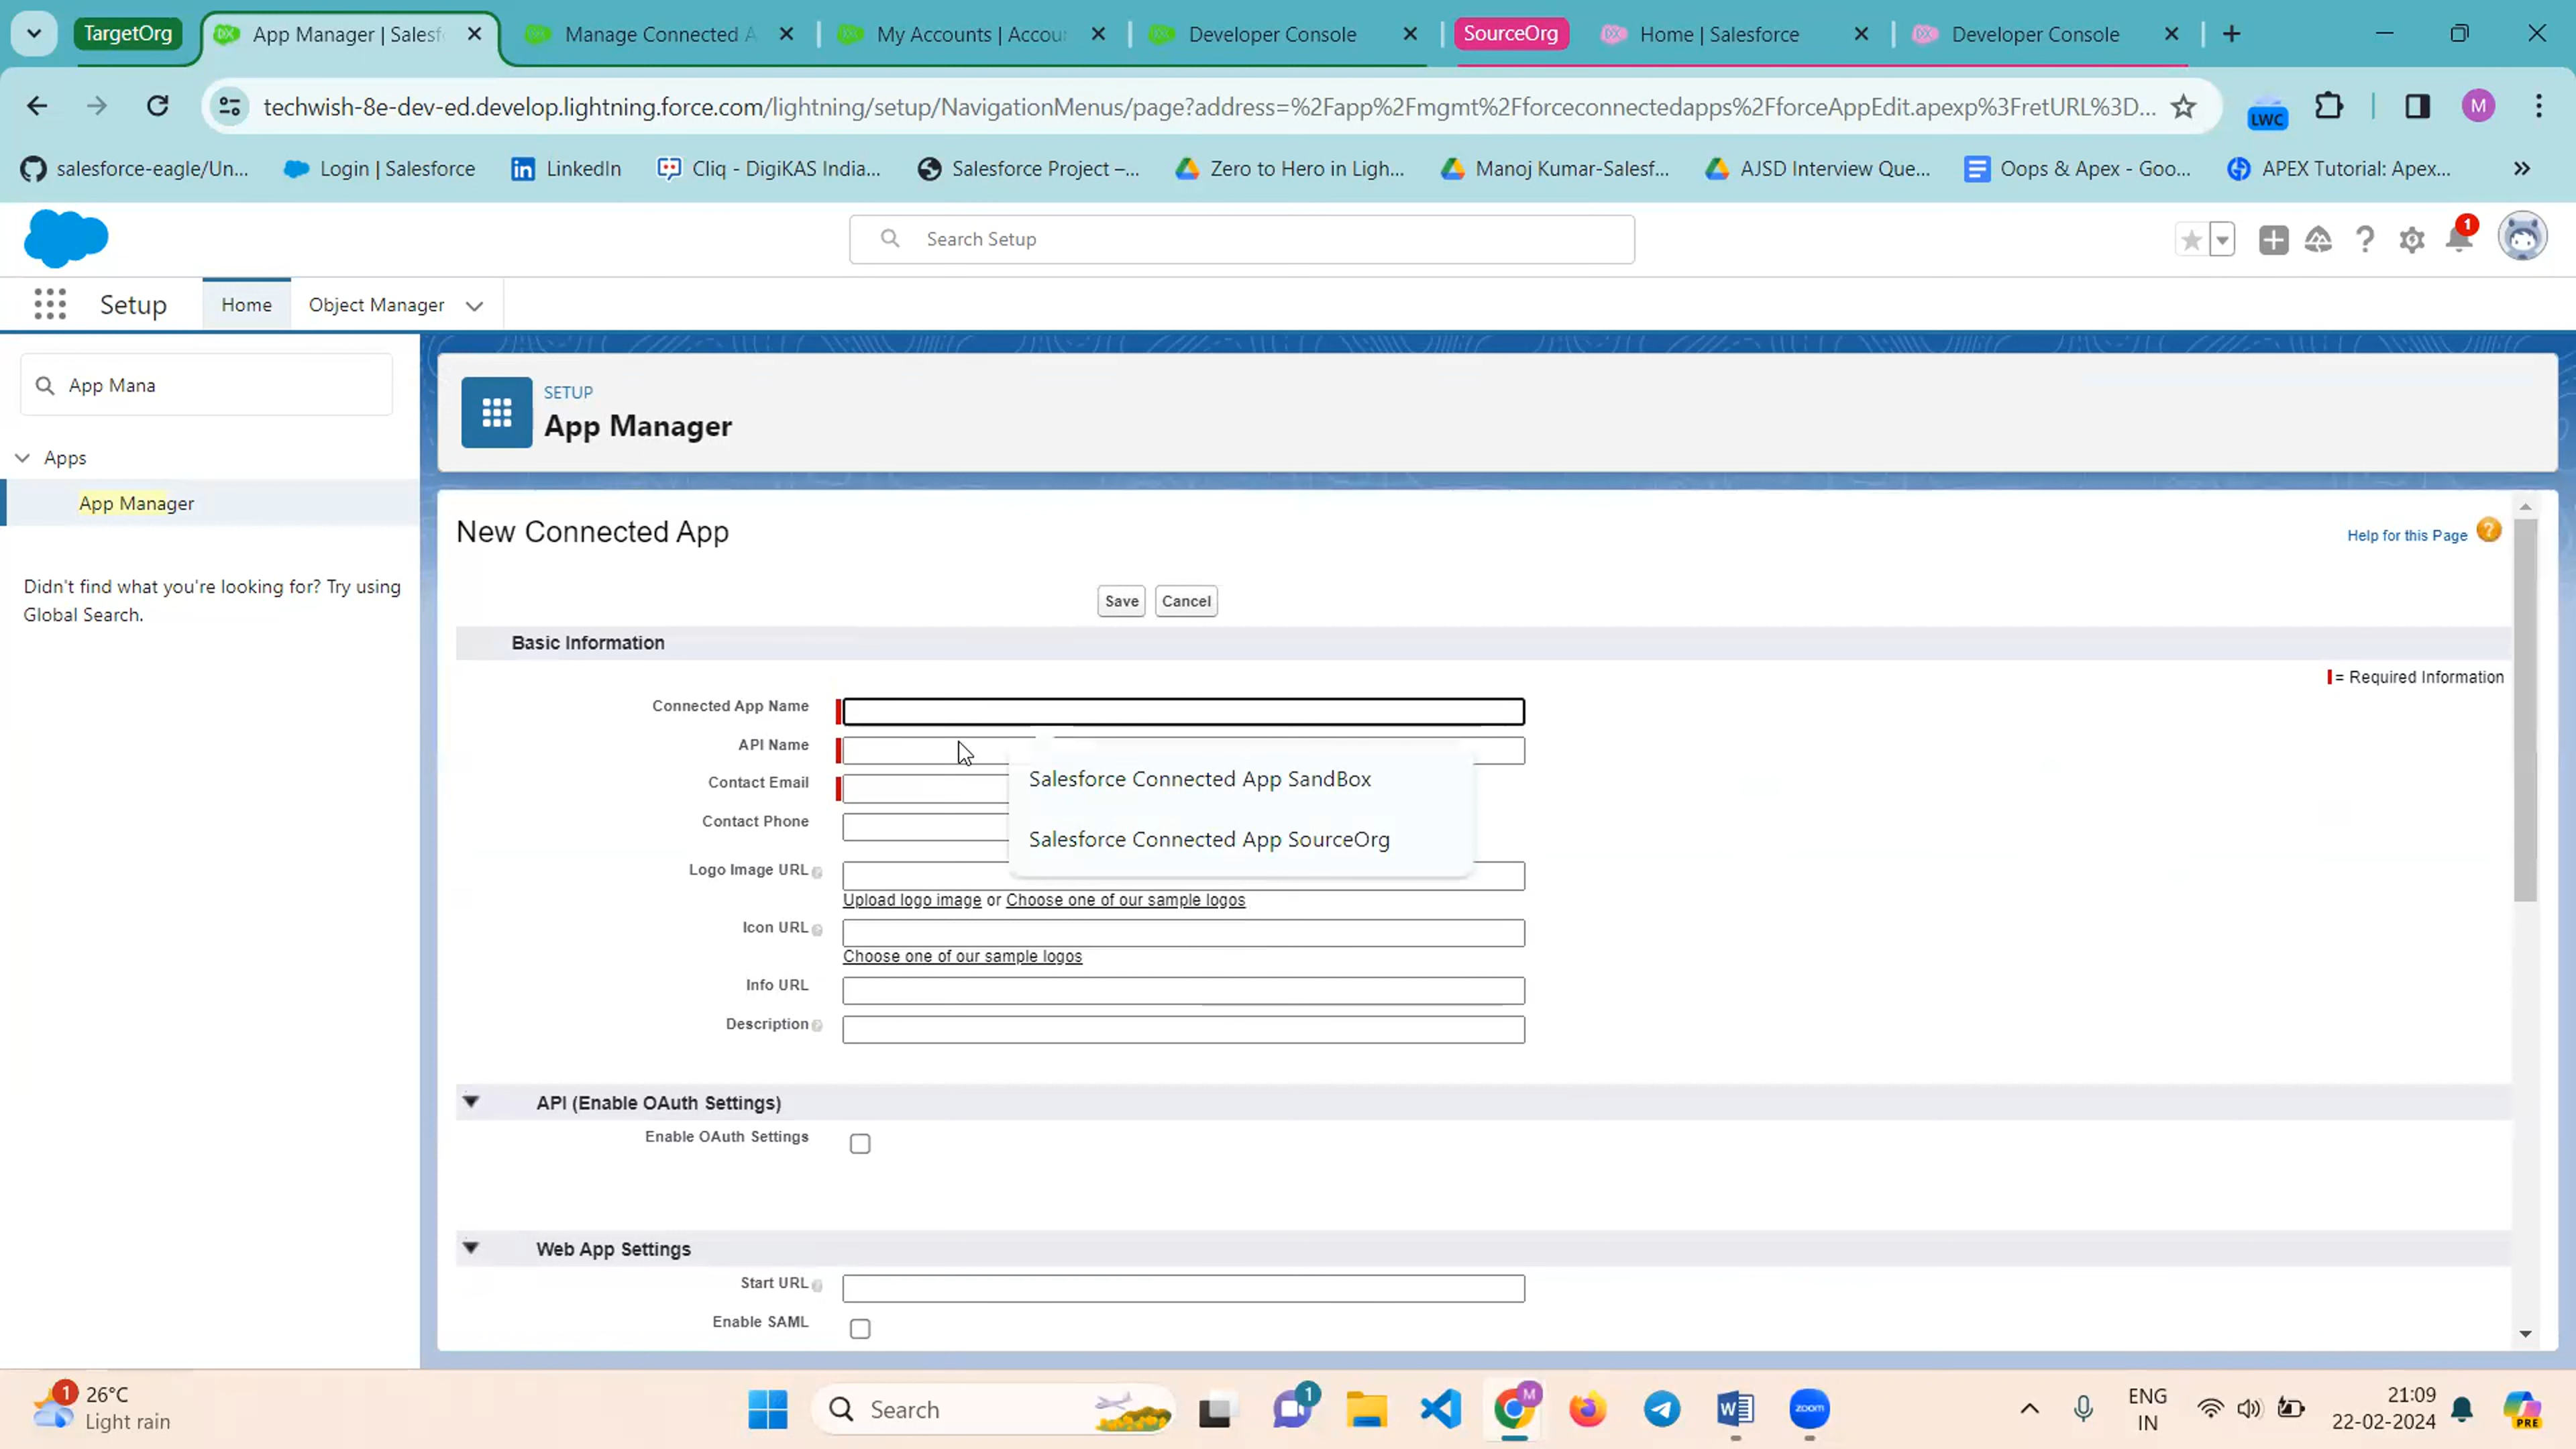 TargetOrg
App Manager | Salesf
Manage Connected A
My Accounts | Accou
Developer Console
SourceOrg
Home | Salesforce
Developer Console
techwish-8e-dev-ed.develop.lightning.force.com/lightning/setup/NavigationMenus/page?address=%2Fapp%2Fmgmt%2Fforceconnectedapps%2FforceAppEdit.apexp%3FretURL%3D...
LWC
M
salesforce-eagle/Un...
Login | Salesforce
LinkedIn
Cliq - DigiKAS India...
Salesforce Project –...
Zero to Hero in Ligh...
Manoj Kumar-Salesf...
AJSD Interview Que...
Oops & Apex - Goo...
APEX Tutorial: Apex...
Search Setup
1
Setup
Home
Object Manager
App Mana
Apps
App Manager
Didn't find what you're looking for? Try using
Global Search.
SETUP
App Manager
New Connected App
Help for this Page
Save
Cancel
Basic Information
= Required Information
Connected App Name
API Name
Contact Email
Contact Phone
Salesforce Connected App SandBox
Salesforce Connected App SourceOrg
Logo Image URL
Upload logo image or Choose one of our sample logos
Icon URL
Choose one of our sample logos
Info URL
Description
API (Enable OAuth Settings)
Enable OAuth Settings
Web App Settings
Start URL
Enable SAML
1
26°C
Light rain
Search
1
M
W
zoom
ENG
IN
21:09
22-02-2024
PRE